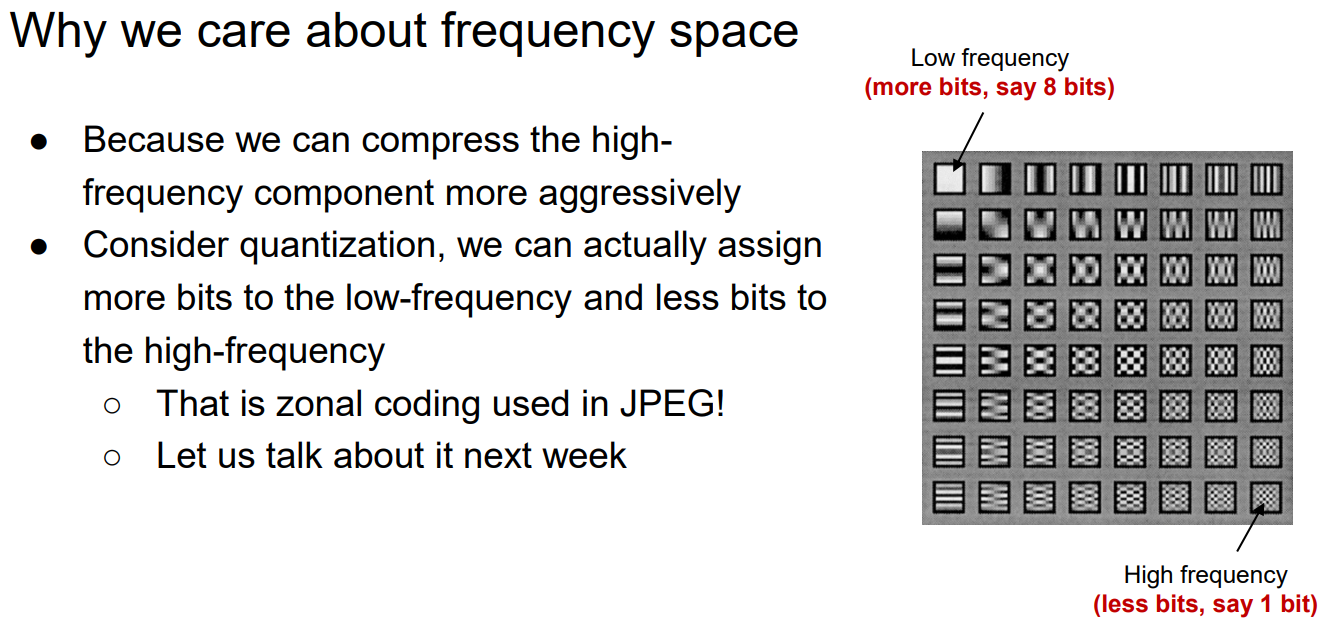 Why we care about frequency space
Low frequency
(more bits, say 8 bits)
● Because we can compress the high-
frequency component more aggressively
● Consider quantization, we can actually assign
more bits to the low-frequency and less bits to
the high-frequency
○ That is zonal coding used in JPEG!
○ Let us talk about it next week
High frequency
(less bits, say 1 bit)